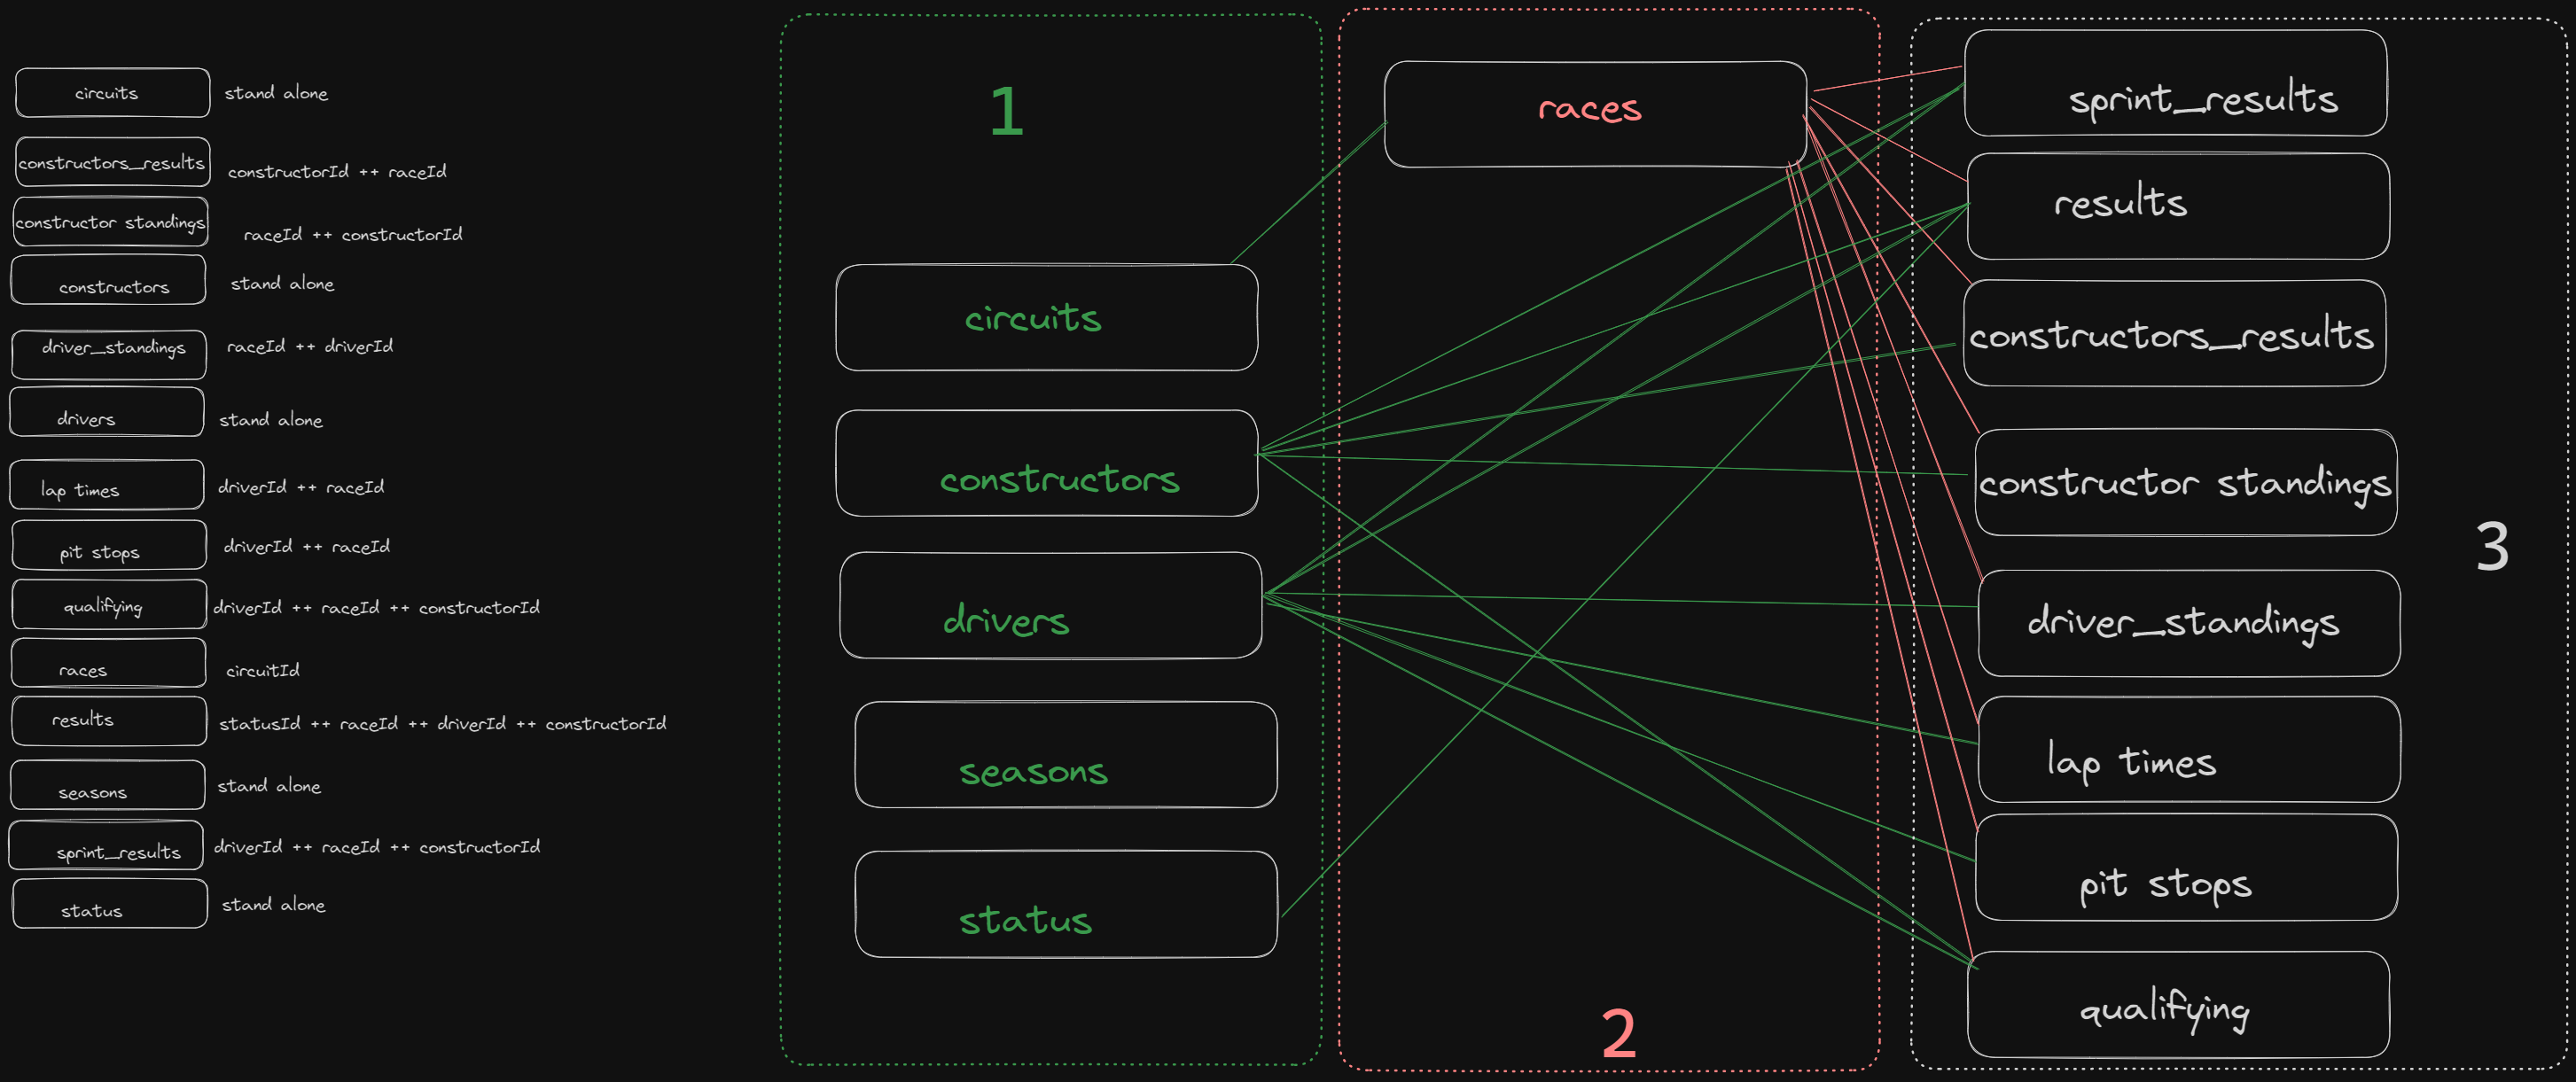 circuits stand alone
constructors_results constructorId ++ raceId
constructor standings raceId ++ constructorId
constructors stand alone
driver_standings raceId ++ driverId
drivers stand alone
lap times driverId ++ raceId
pit stops driverId ++ raceId
qualifying driverId ++ raceId ++ constructorId
races circuitId
results statusId ++ raceId ++ driverId ++ constructorId
seasons stand alone
sprint_results driverId ++ raceId ++ constructorId
status stand alone
1
circuits
constructors
drivers
seasons
status
races
2
sprint_results
results
constructors_results
constructor standings
driver_standings
lap times
pit stops
qualifying
3